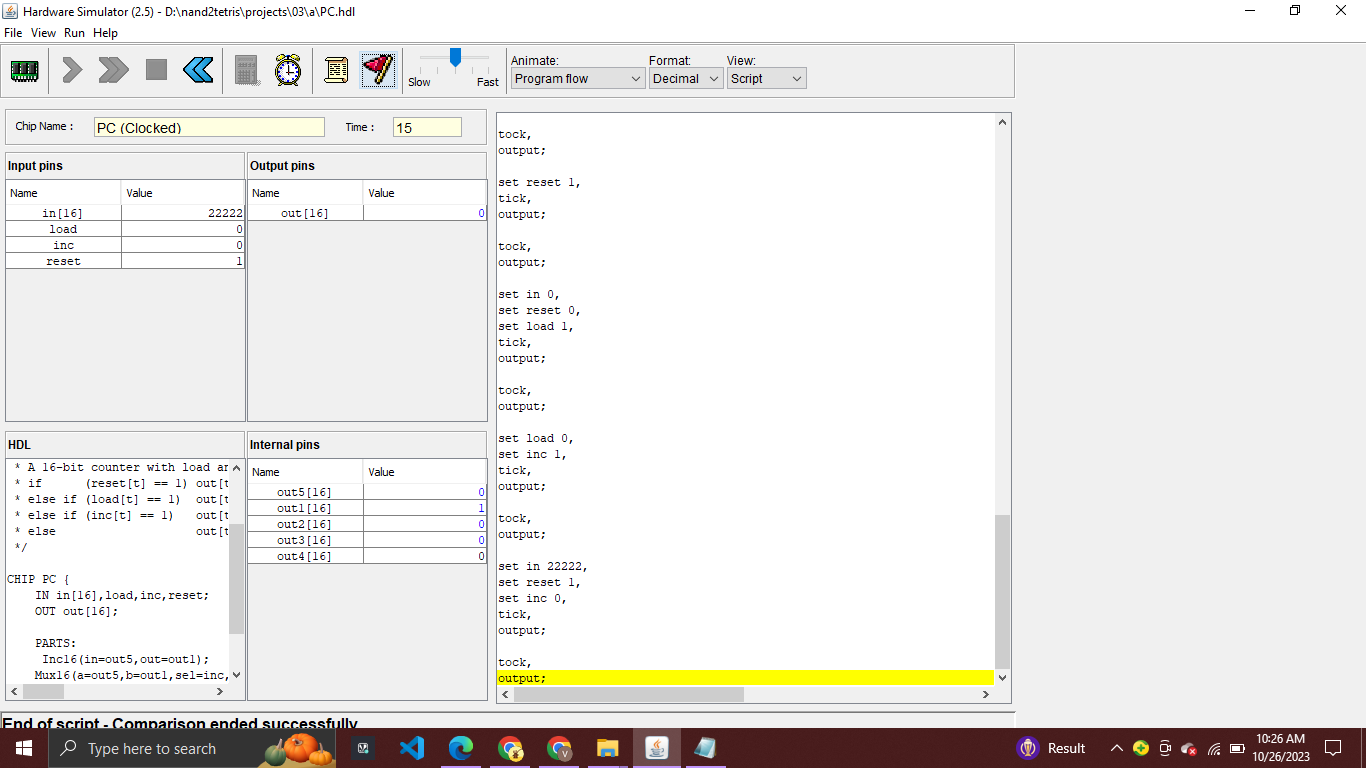 Hardware Simulator (2.5) - D:\nand2tetris\projects\03\a\PC.hdl
File View Run Help
Slow Fast
Animate: Format: View:
Program flow Decimal Script
Chip Name : PC (Clocked) Time : 15
Input pins
Name Value
in[16] 22222
load 0
inc 0
reset 1
Output pins
Name Value
out[16] 0
HDL
* A 16-bit counter with load an
* if (reset[t] == 1) out[t
* else if (load[t] == 1) out[t
* else if (inc[t] == 1) out[t
* else out[t
*/
CHIP PC {
IN in[16],load,inc,reset;
OUT out[16];
PARTS:
Inc16(in=out5,out=out1);
Mux16(a=out5,b=out1,sel=inc,
Internal pins
Name Value
out5[16] 0
out1[16] 1
out2[16] 0
out3[16] 0
out4[16] 0
tock,
output;
set reset 1,
tick,
output;
tock,
output;
set in 0,
set reset 0,
set load 1,
tick,
output;
tock,
output;
set load 0,
set inc 1,
tick,
output;
tock,
output;
set in 22222,
set reset 1,
set inc 0,
tick,
output;
tock,
output;
End of script - Comparison ended successfully
Type here to search
V
Result
10:26 AM
10/26/2023